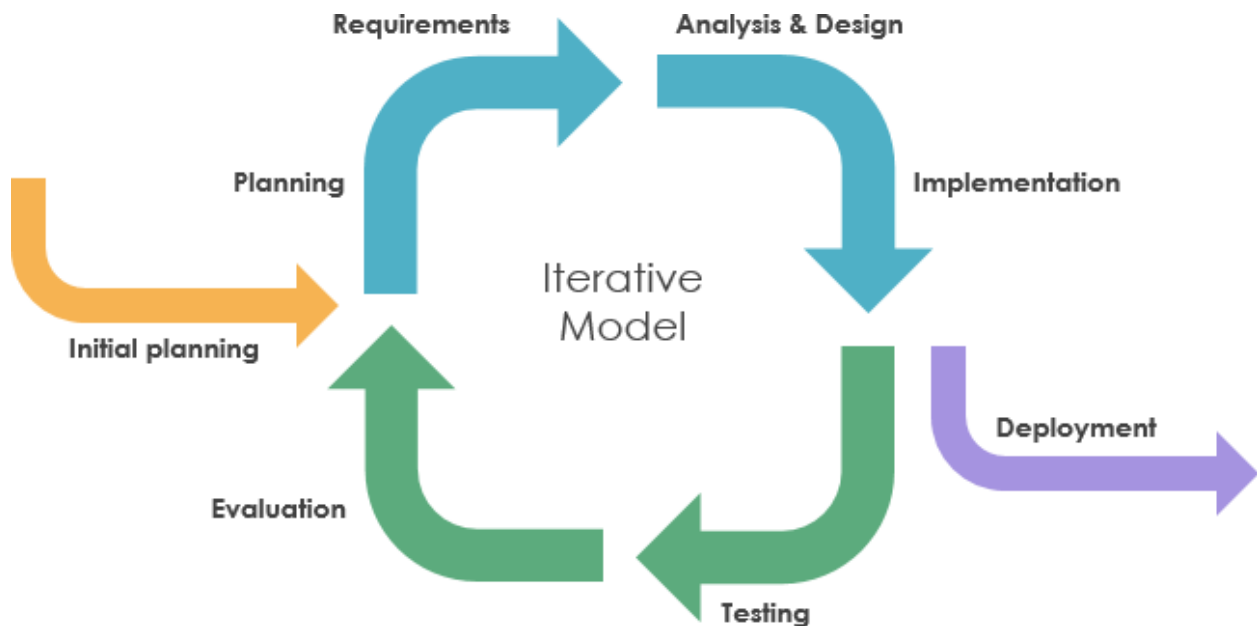 Requirements
Analysis & Design
Planning
Implementation
Iterative
Model
Initial planning
Deployment
Evaluation
Testing